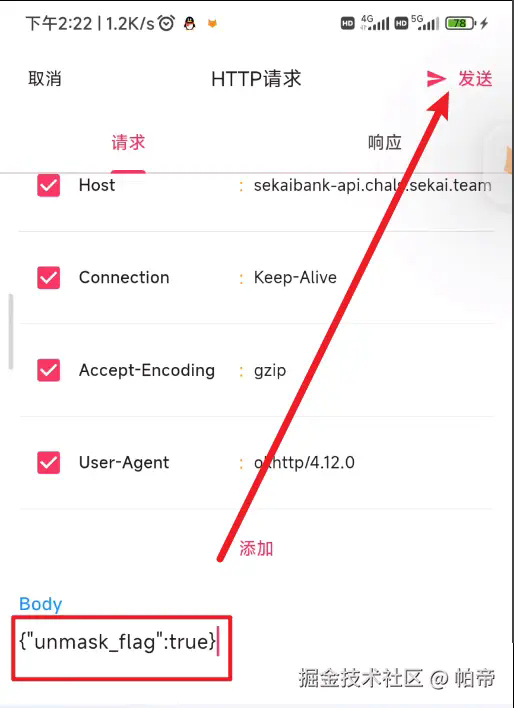 下午2:22 | 1.2K/s
HD 4G HD 5G 78
取消 HTTP请求 发送
请求 响应
Host : sekaibank-api.chals.sekai.team
Connection : Keep-Alive
Accept-Encoding : gzip
User-Agent : okhttp/4.12.0
添加
Body
{"unmask_flag":true}
掘金技术社区 @ 帕帝